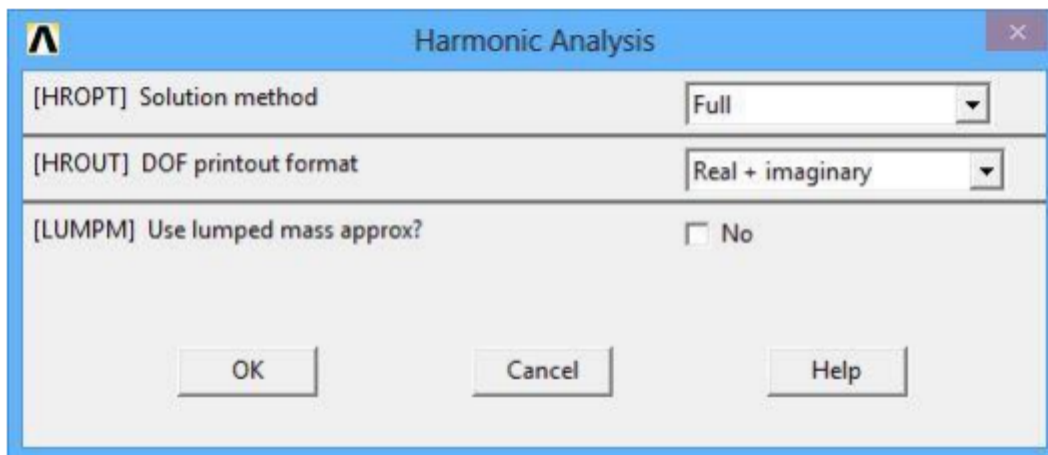 Harmonic Analysis
[HROPT] Solution method Full
[HROUT] DOF printout format Real + imaginary
[LUMPM] Use lumped mass approx? No
OK Cancel Help